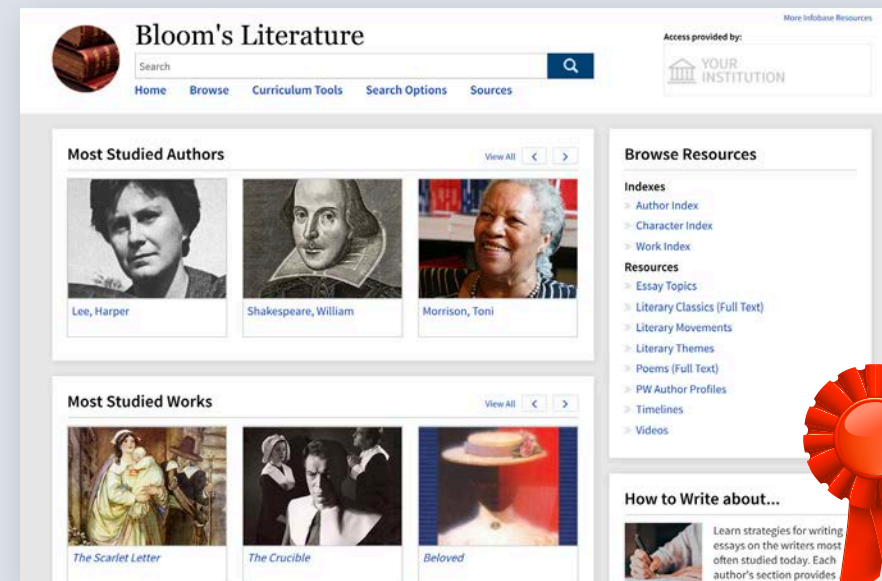 More Infobase Resources
Bloom's Literature
Access provided by:
Search
YOUR
INSTITUTION
Home Browse Curriculum Tools Search Options Sources
Most Studied Authors
View All
Lee, Harper
Shakespeare, William
Morrison, Toni
Most Studied Works
View All
The Scarlet Letter
The Crucible
Beloved
Browse Resources
Indexes
Author Index
Character Index
Work Index
Resources
Essay Topics
Literary Classics (Full Text)
Literary Movements
Literary Themes
Poems (Full Text)
PW Author Profiles
Timelines
Videos
How to Write about...
Learn strategies for writing
essays on the writers most
often studied today. Each
author's section provides